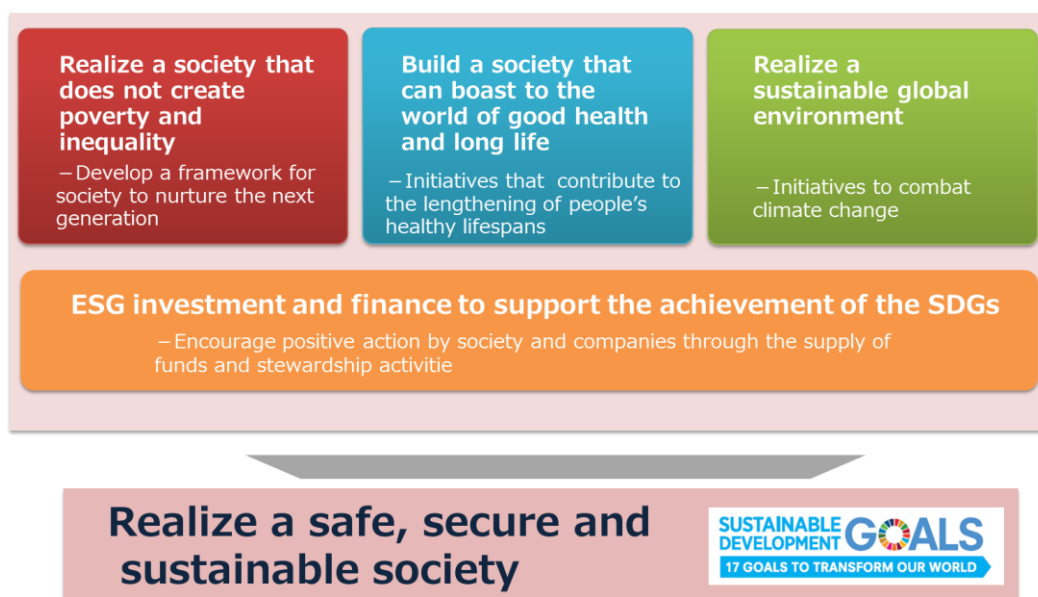 Realize a society that
does not create
poverty and
inequality
－Develop a framework for
society to nurture the next
generation
Build a society that
can boast to the
world of good health
and long life
－Initiatives that contribute to
the lengthening of people’s
healthy lifespans
Realize a
sustainable global
environment
－Initiatives to combat
climate change
ESG investment and finance to support the achievement of the SDGs
－Encourage positive action by society and companies through the supply of
funds and stewardship activitie
Realize a safe, secure and
sustainable society
SUSTAINABLE
DEVELOPMENT GOALS
17 GOALS TO TRANSFORM OUR WORLD